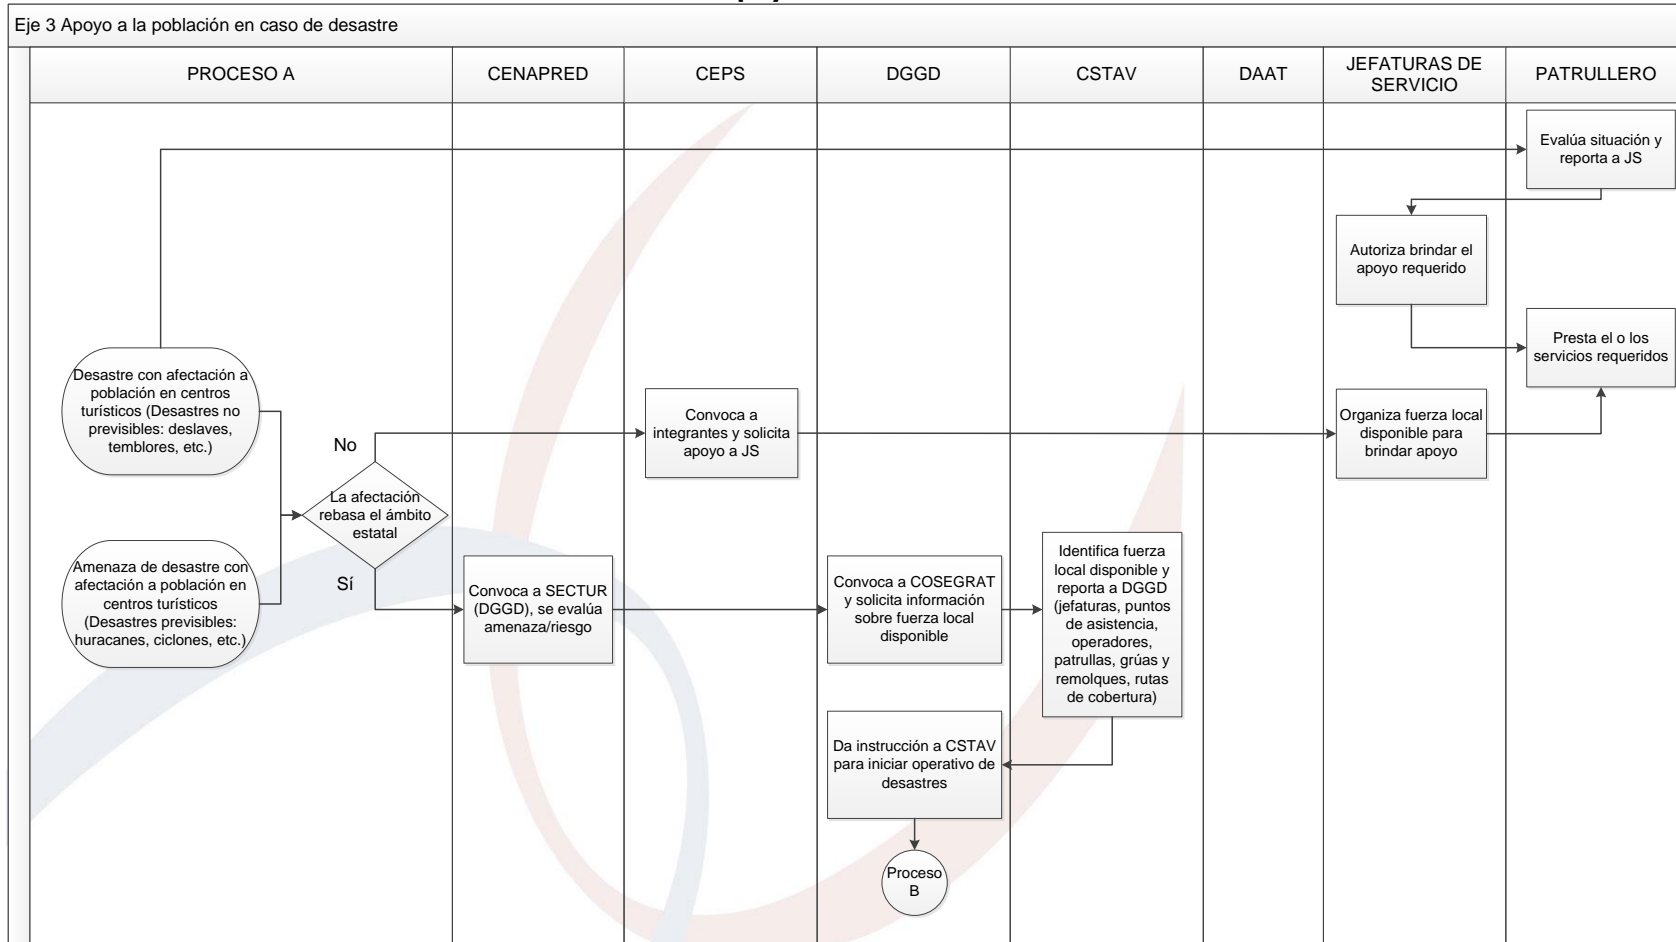 Eje 3 Apoyo a la población en caso de desastre
PROCESO A
CENAPRED
CEPS
DGGD
CSTAV
DAAT
JEFATURAS DE
SERVICIO
PATRULLERO
Evalúa situación y
reporta a JS
Autoriza brindar el
apoyo requerido
Presta el o los
servicios requeridos
Desastre con afectación a
población en centros
turísticos (Desastres no
previsibles: deslaves,
temblores, etc.)
No
Convoca a
integrantes y solicita
apoyo a JS
Organiza fuerza local
disponible para
brindar apoyo
La afectación
rebasa el ámbito
estatal
Amenaza de desastre con
afectación a población en
centros turísticos
(Desastres previsibles:
huracanes, ciclones, etc.)
Sí
Convoca a SECTUR
(DGGD), se evalúa
amenaza/riesgo
Convoca a COSEGRAT
y solicita información
sobre fuerza local
disponible
Identifica fuerza
local disponible y
reporta a DGGD
(jefaturas, puntos
de asistencia,
operadores,
patrullas, grúas y
remolques, rutas
de cobertura)
Da instrucción a CSTAV
para iniciar operativo de
desastres
Proceso
B